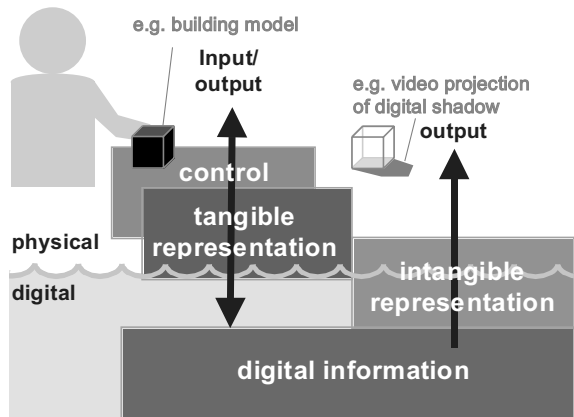 e.g. building model
Input/
output
e.g. video projection
of digital shadow
output
control
tangible
representation
physical
digital
intangible
representation
digital information